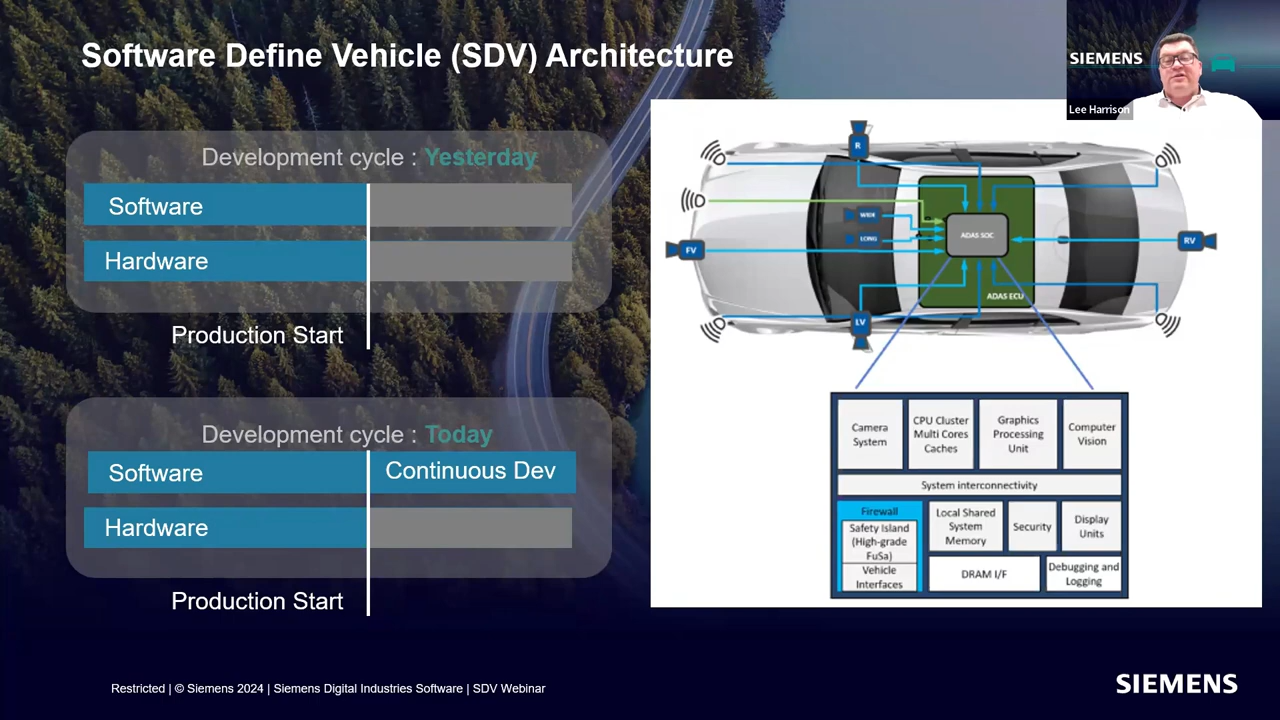 Software Define Vehicle (SDV) Architecture
SIEMENS
Lee Harrison
Development cycle : Yesterday
Software
Hardware
Production Start
Development cycle : Today
Software
Continuous Dev
Hardware
Production Start
R
WIDE
LONG
FV
RV
LV
ADAS SOC
ADAS ECU
Camera
System
CPU Cluster
Multi Cores
Caches
Graphics
Processing
Unit
Computer
Vision
System interconnectivity
Firewall
Safety Island
(High-grade
FuSa)
Vehicle
Interfaces
Local Shared
System
Memory
Security
Display
Units
DRAM I/F
Debugging and
Logging
Restricted | © Siemens 2024 | Siemens Digital Industries Software | SDV Webinar
SIEMENS